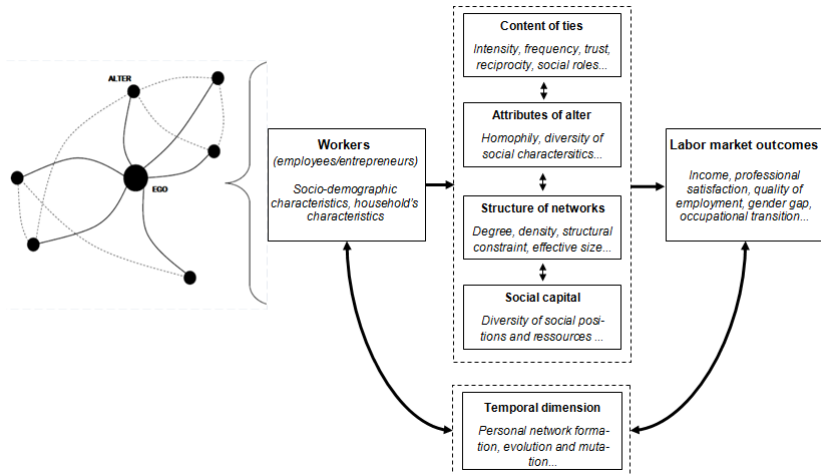 ALTER
EGO
Workers
(employees/entrepreneurs)
Socio-demographic
characteristics, household's
characteristics
Content of ties
Intensity, frequency, trust,
reciprocity, social roles...
Attributes of alter
Homophily, diversity of
social charactersitics...
Structure of networks
Degree, density, structural
constraint, effective size...
Social capital
Diversity of social posi-
tions and ressources ...
Labor market outcomes
Income, professional
satisfaction, quality of
employment, gender gap,
occupational transition...
Temporal dimension
Personal network forma-
tion, evolution and muta-
tion...